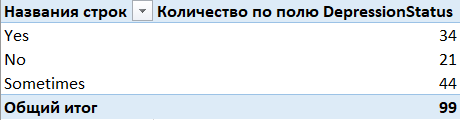 Названия строк Количество по полю DepressionStatus
Yes 34
No 21
Sometimes 44
Общий итог 99